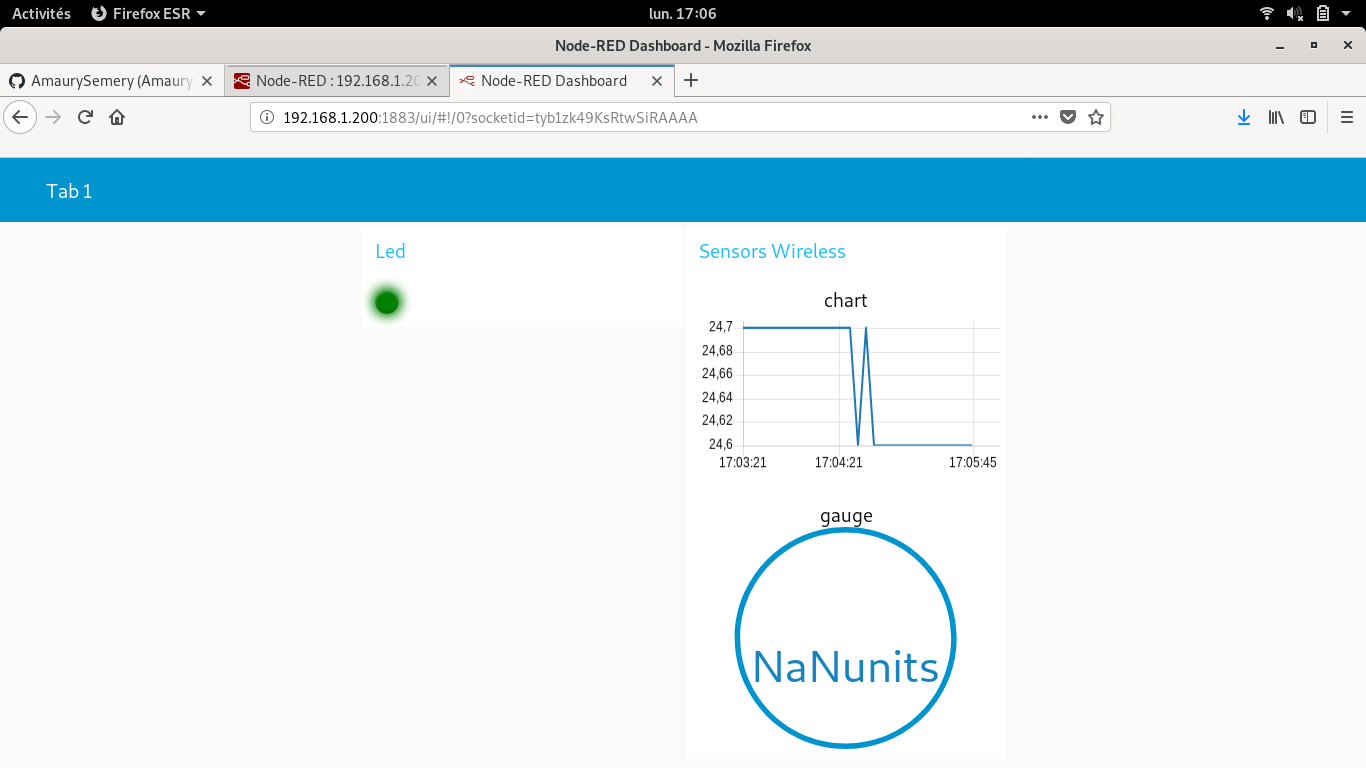 Activités Firefox ESR lun. 17:06
Node-RED Dashboard - Mozilla Firefox
AmaurySemery (Amaury Node-RED : 192.168.1.20 Node-RED Dashboard
192.168.1.200:1883/ui/#!/0?socketid=tyb1zk49KsRtwSiRAAAA
Tab 1
Led
Sensors Wireless
chart
24,7
24,68
24,66
24,64
24,62
24,6
17:03:21 17:04:21 17:05:45
gauge
NaNunits